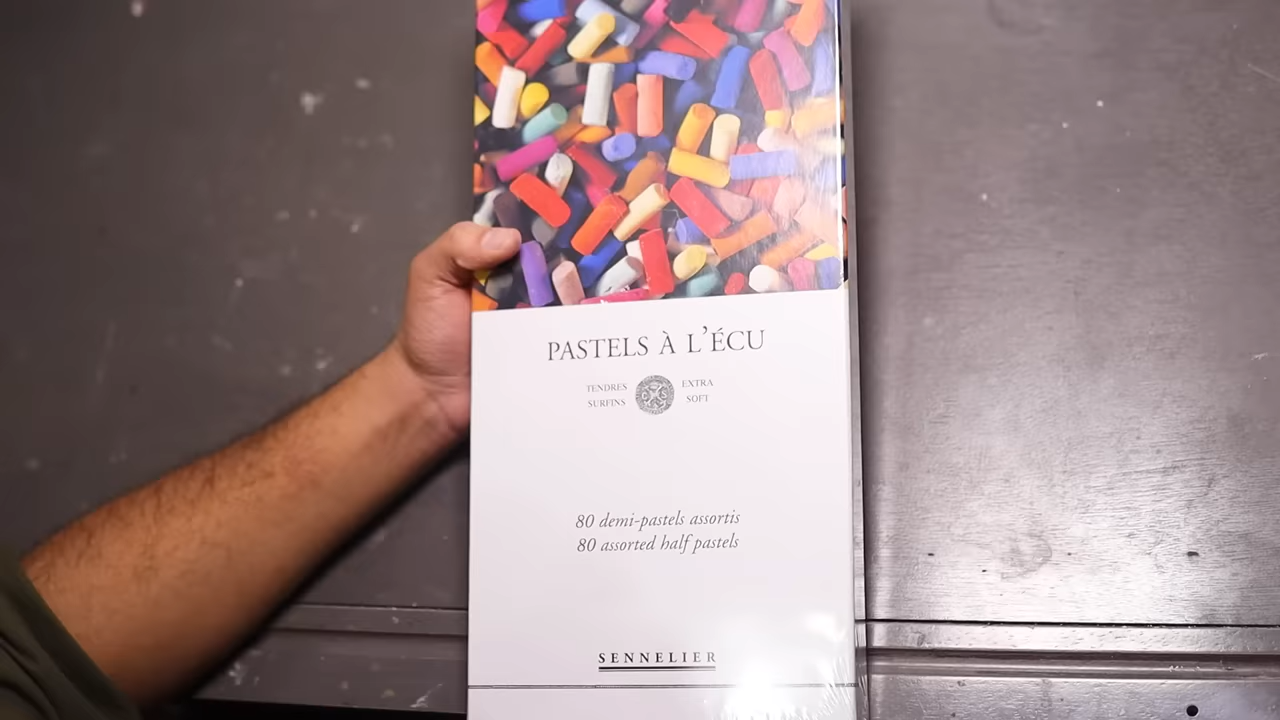 PASTELS À L'ÉCU
TENDRES EXTRA
SURFINS SOFT
80 demi-pastels assortis
80 assorted half pastels
SENNELIER